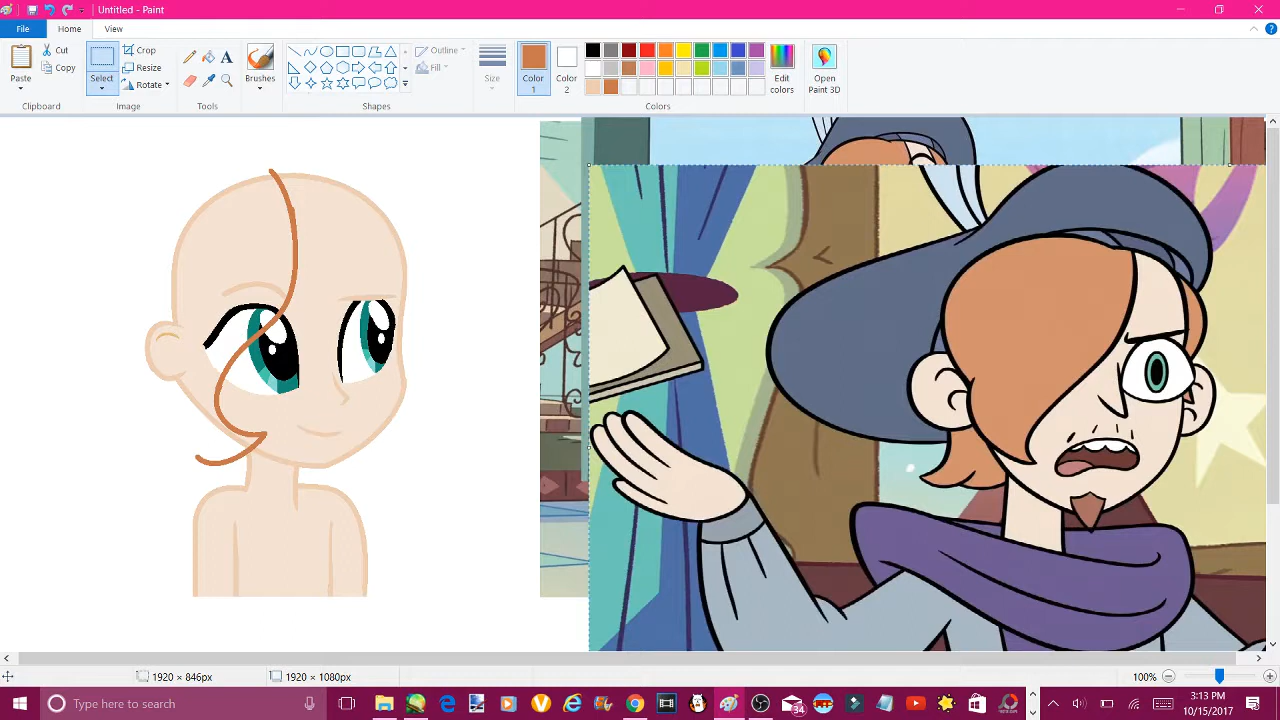 Untitled - Paint
File
Home
View
Paste
Cut
Copy
Clipboard
Select
Crop
Resize
Rotate
Image
A
Tools
Brushes
Shapes
Outline
Fill
Size
Color 1
Color 2
Edit colors
Colors
Open Paint 3D
1920 × 846px
1920 × 1080px
100%
Type here to search
34
3:13 PM
10/15/2017